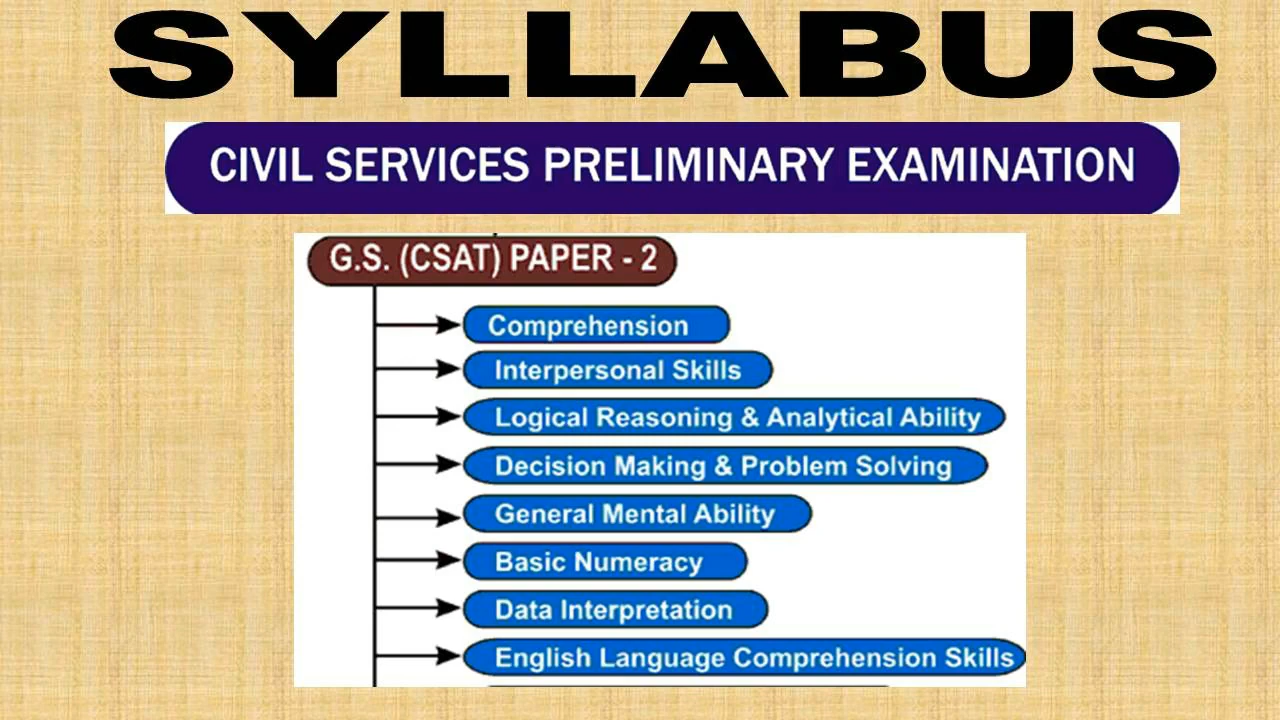 SYLLABUS
CIVIL SERVICES PRELIMINARY EXAMINATION
G.S. (CSAT) PAPER - 2
Comprehension
Interpersonal Skills
Logical Reasoning & Analytical Ability
Decision Making & Problem Solving
General Mental Ability
Basic Numeracy
Data Interpretation
English Language Comprehension Skills